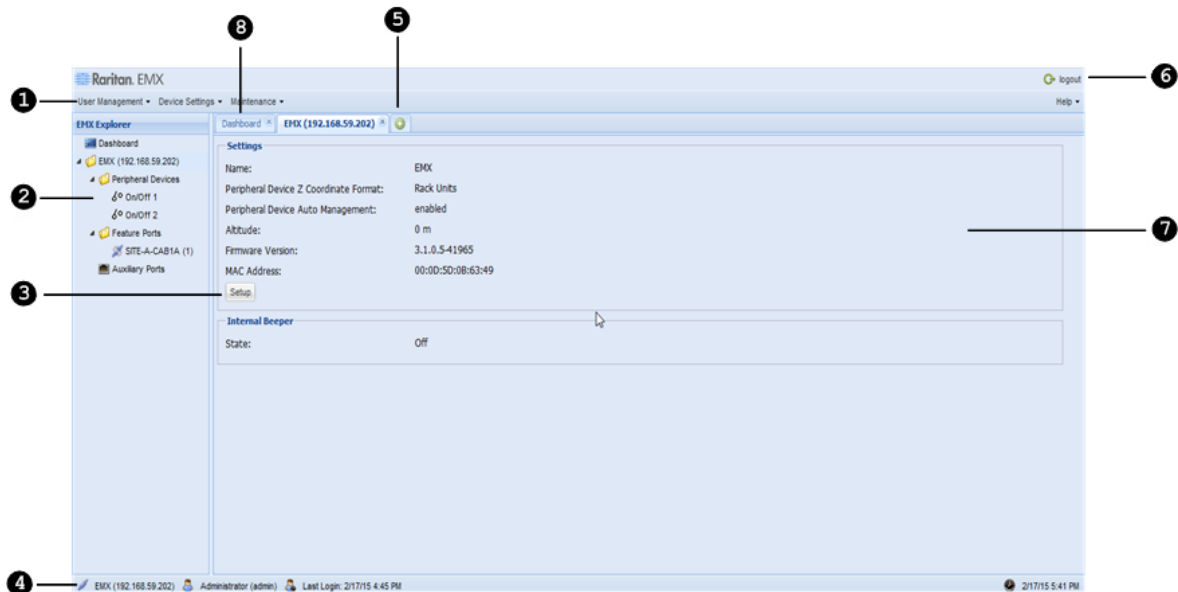 8
5
Raritan. EMX
logout
6
1
User Management Device Settings Maintenance
Help
EMX Explorer
Dashboard
EMX (192.168.59.202)
Dashboard
EMX (192.168.59.202)
Peripheral Devices
On/Off 1
On/Off 2
Feature Ports
SITE-A-CAB1A (1)
Auxiliary Ports
2
Settings
Name: EMX
Peripheral Device Z Coordinate Format: Rack Units
Peripheral Device Auto Management: enabled
Altitude: 0 m
7
Firmware Version: 3.1.0.5-41965
MAC Address: 00:0D:5D:0B:63:49
3
Setup
Internal Beeper
State: Off
4
EMX (192.168.59.202) Administrator (admin) Last Login: 2/17/15 4:45 PM
2/17/15 5:41 PM